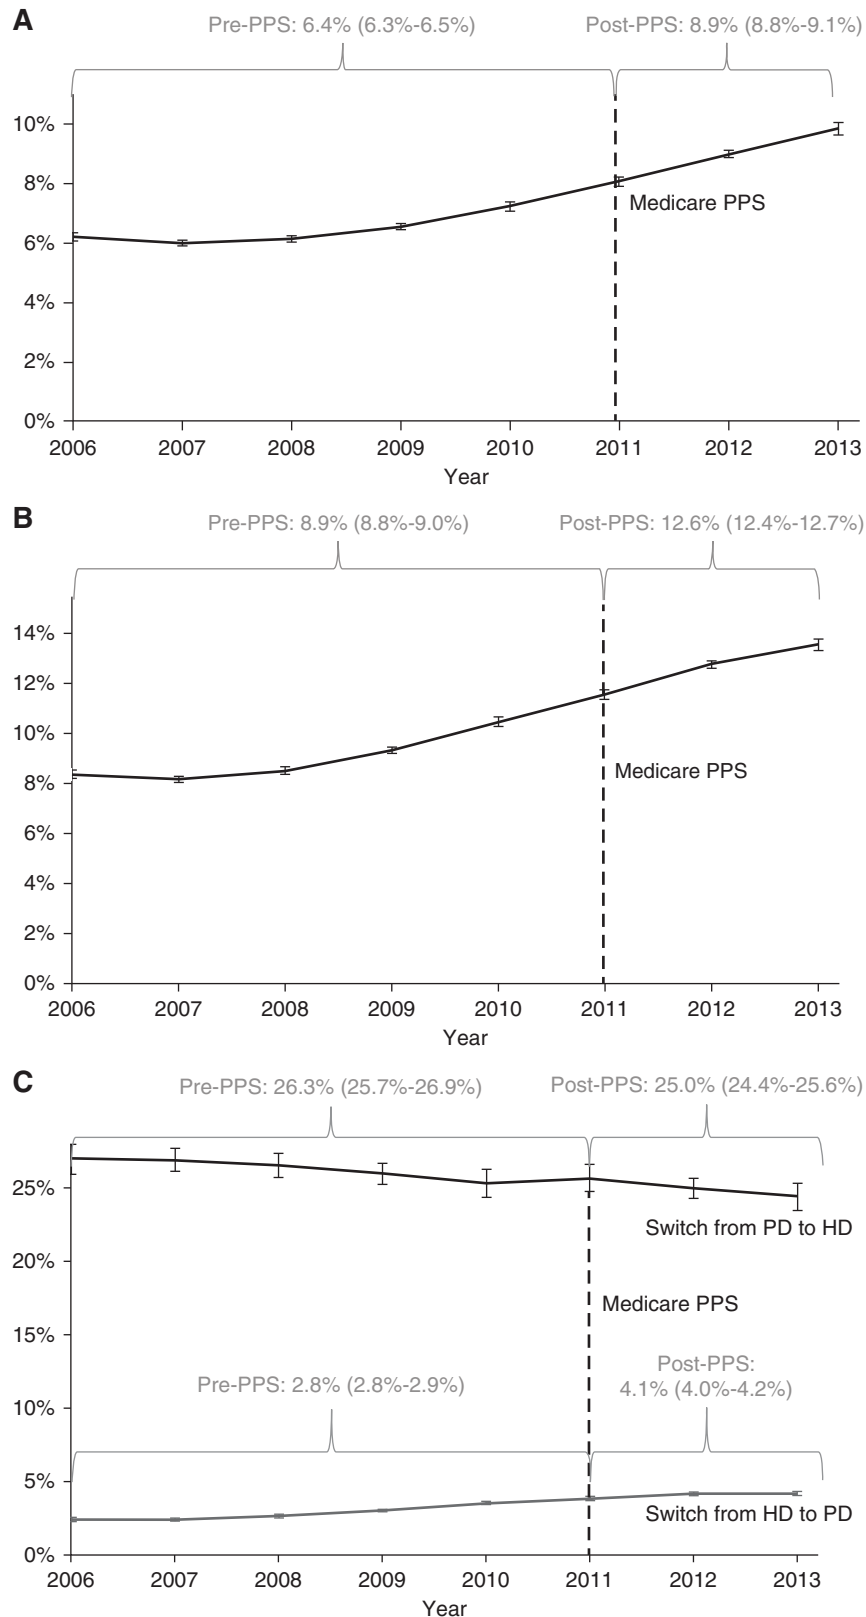 A
Pre-PPS: 6.4% (6.3%-6.5%)
Post-PPS: 8.9% (8.8%-9.1%)
10%
8%
Medicare PPS
6%
4%
2%
0%
2006 2007 2008 2009 2010 2011 2012 2013
Year
B
Pre-PPS: 8.9% (8.8%-9.0%)
Post-PPS: 12.6% (12.4%-12.7%)
14%
12%
10%
Medicare PPS
8%
6%
4%
2%
0%
2006 2007 2008 2009 2010 2011 2012 2013
Year
C
Pre-PPS: 26.3% (25.7%-26.9%)
Post-PPS: 25.0% (24.4%-25.6%)
25%
Switch from PD to HD
20%
Medicare PPS
15%
Post-PPS:
Pre-PPS: 2.8% (2.8%-2.9%)
4.1% (4.0%-4.2%)
10%
5%
Switch from HD to PD
0%
2006 2007 2008 2009 2010 2011 2012 2013
Year